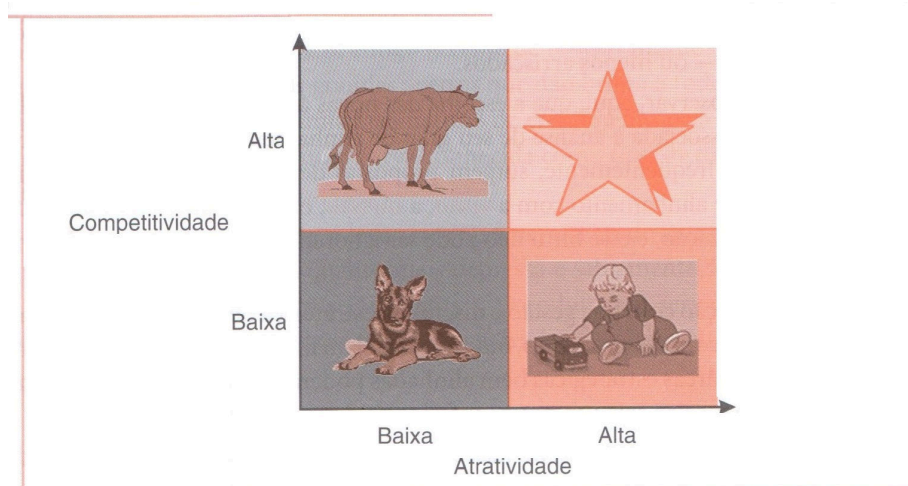 Alta
Competitividade
Baixa
Baixa Alta
Atratividade